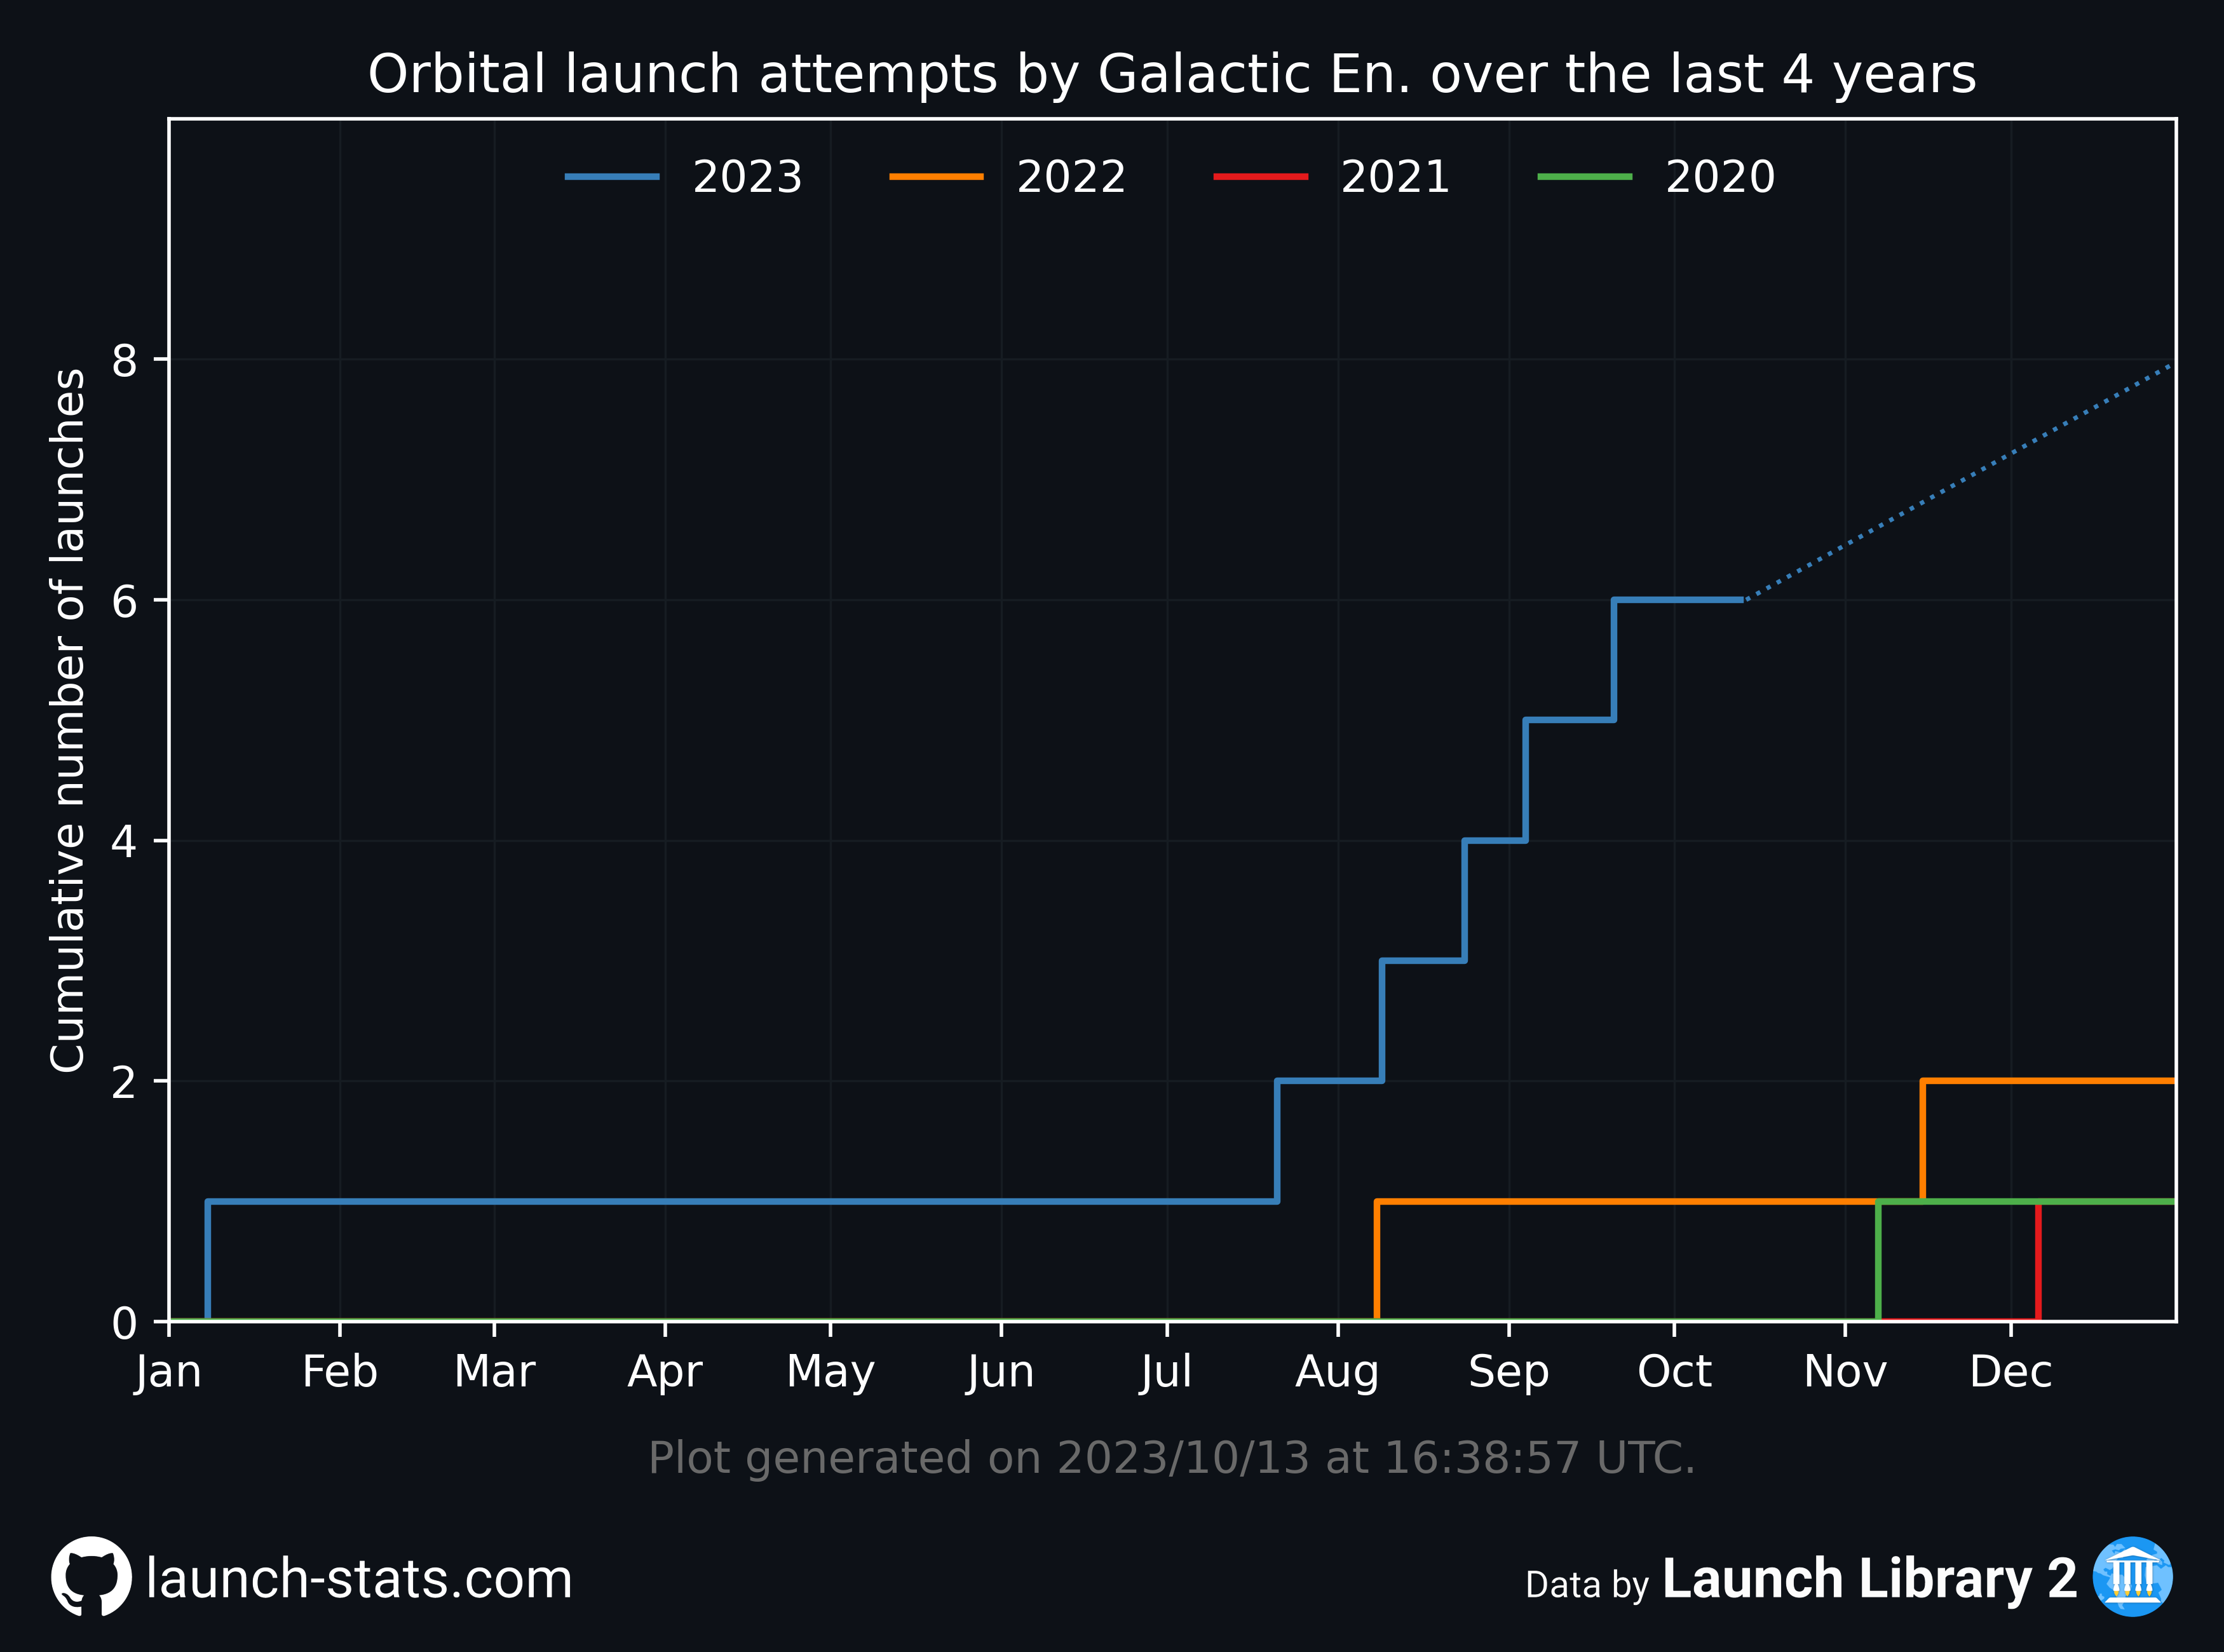 Orbital launch attempts by Galactic En. over the last 4 years
2023 2022 2021 2020
Cumulative number of launches
8
6
4
2
0
Jan Feb Mar Apr May Jun Jul Aug Sep Oct Nov Dec
Plot generated on 2023/10/13 at 16:38:57 UTC.
launch-stats.com
Data by Launch Library 2